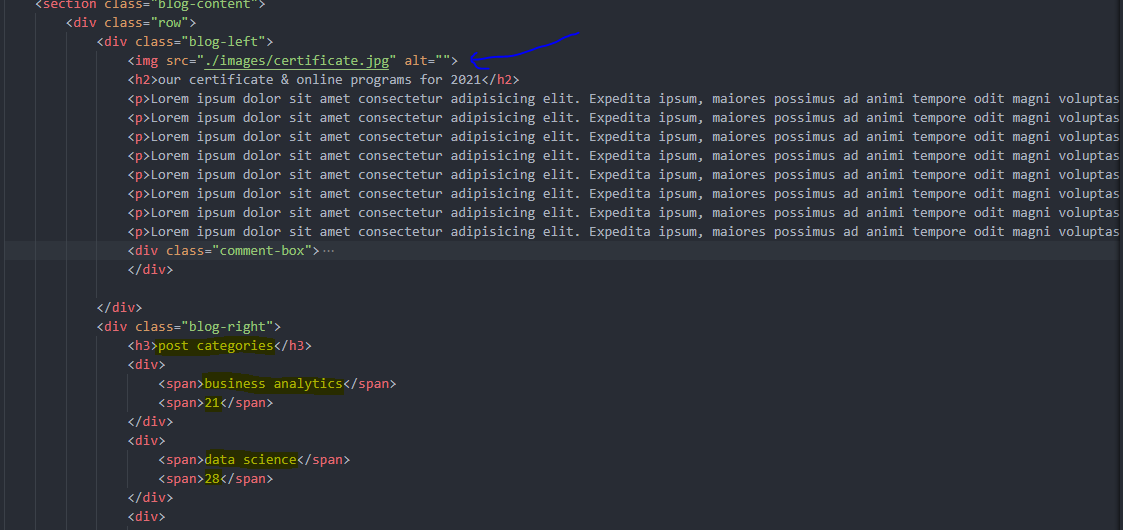 <section class="blog-content">
<div class="row">
<div class="blog-left">
<img src="./images/certificate.jpg" alt="">
<h2>our certificate & online programs for 2021</h2>
<p>Lorem ipsum dolor sit amet consectetur adipisicing elit. Expedita ipsum, maiores possimus ad animi tempore odit magni voluptas
<p>Lorem ipsum dolor sit amet consectetur adipisicing elit. Expedita ipsum, maiores possimus ad animi tempore odit magni voluptas
<p>Lorem ipsum dolor sit amet consectetur adipisicing elit. Expedita ipsum, maiores possimus ad animi tempore odit magni voluptas
<p>Lorem ipsum dolor sit amet consectetur adipisicing elit. Expedita ipsum, maiores possimus ad animi tempore odit magni voluptas
<p>Lorem ipsum dolor sit amet consectetur adipisicing elit. Expedita ipsum, maiores possimus ad animi tempore odit magni voluptas
<p>Lorem ipsum dolor sit amet consectetur adipisicing elit. Expedita ipsum, maiores possimus ad animi tempore odit magni voluptas
<p>Lorem ipsum dolor sit amet consectetur adipisicing elit. Expedita ipsum, maiores possimus ad animi tempore odit magni voluptas
<p>Lorem ipsum dolor sit amet consectetur adipisicing elit. Expedita ipsum, maiores possimus ad animi tempore odit magni voluptas
<div class="comment-box">⋯
</div>
</div>
<div class="blog-right">
<h3>post categories</h3>
<div>
<span>business analytics</span>
<span>21</span>
</div>
<div>
<span>data science</span>
<span>28</span>
</div>
<div>